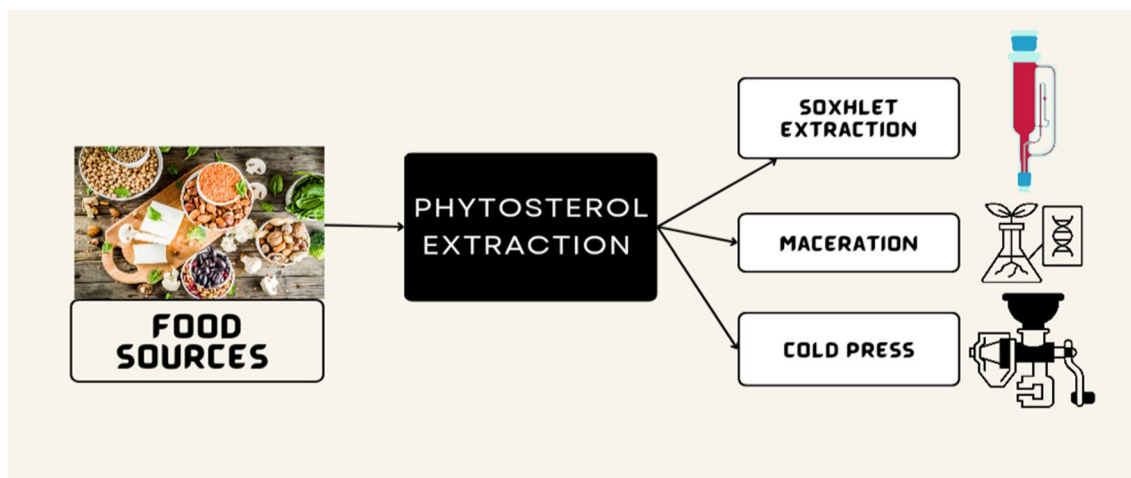 FOOD
SOURCES
PHYTOSTEROL
EXTRACTION
SOXHLET
EXTRACTION
MACERATION
COLD PRESS